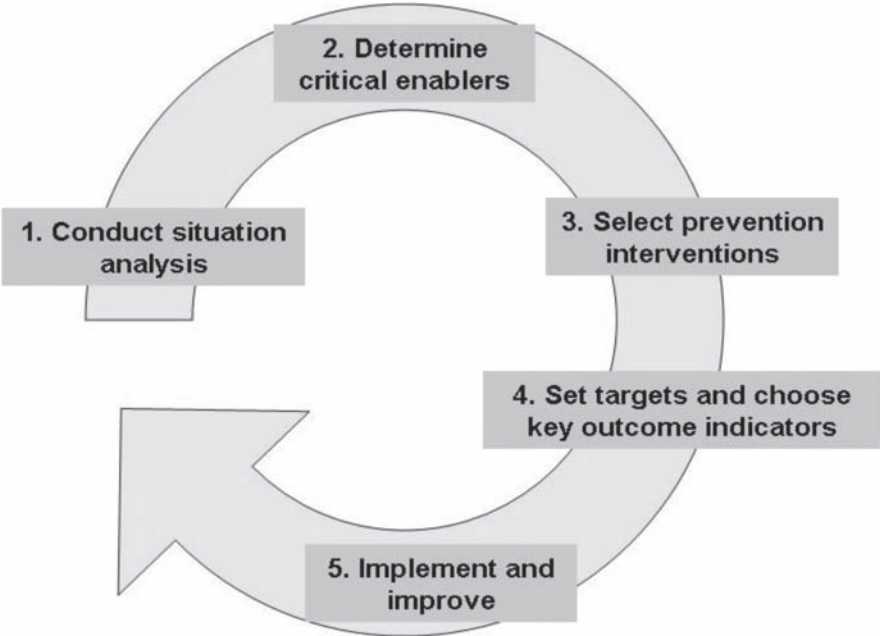 1. Conduct situation
analysis
2. Determine
critical enablers
3. Select prevention
interventions
4. Set targets and choose
key outcome indicators
5. Implement and
improve